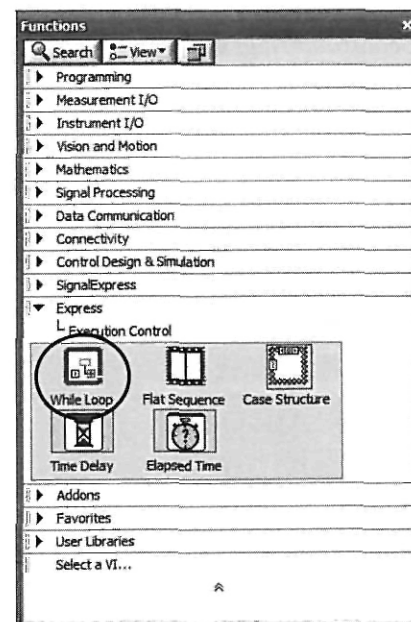 Functions
Search View
Programming
Measurement I/O
Instrument I/O
Vision and Motion
Mathematics
Signal Processing
Data Communication
Connectivity
Control Design & Simulation
SignalExpress
Express
Execution Control
While Loop Flat Sequence Case Structure
Time Delay Elapsed Time
Addons
Favorites
User Libraries
Select a VI...